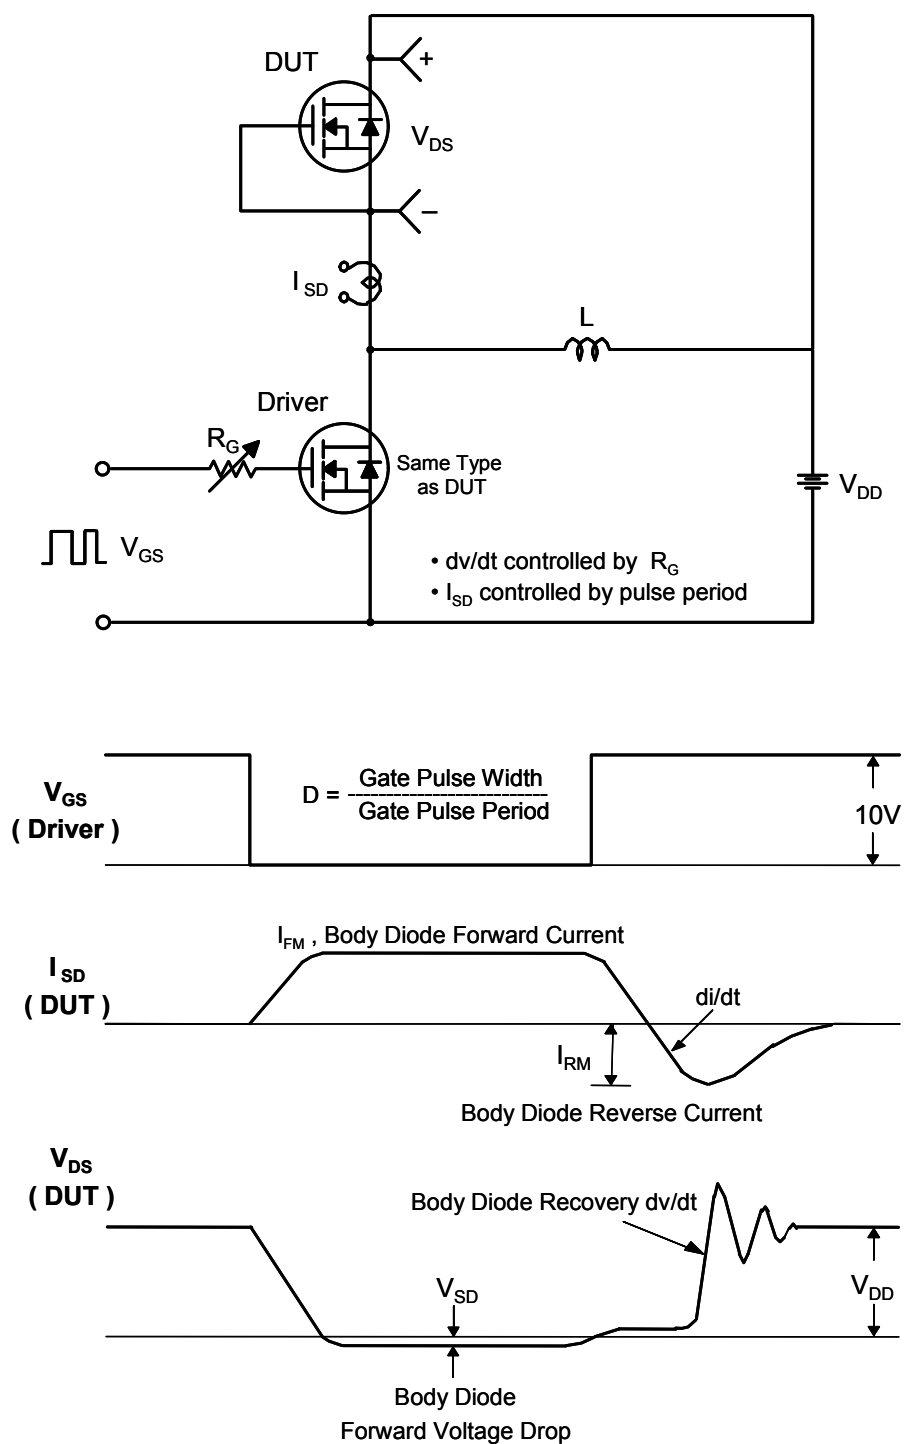 DUT
+
V_DS
–
I_SD
L
Driver
R_G
Same Type
as DUT
V_DD
V_GS
• dv/dt controlled by R_G
• I_SD controlled by pulse period
V_GS
( Driver )
D = Gate Pulse Width
Gate Pulse Period
10V
I_FM , Body Diode Forward Current
I_SD
( DUT )
di/dt
I_RM
Body Diode Reverse Current
V_DS
( DUT )
Body Diode Recovery dv/dt
V_SD
V_DD
Body Diode
Forward Voltage Drop